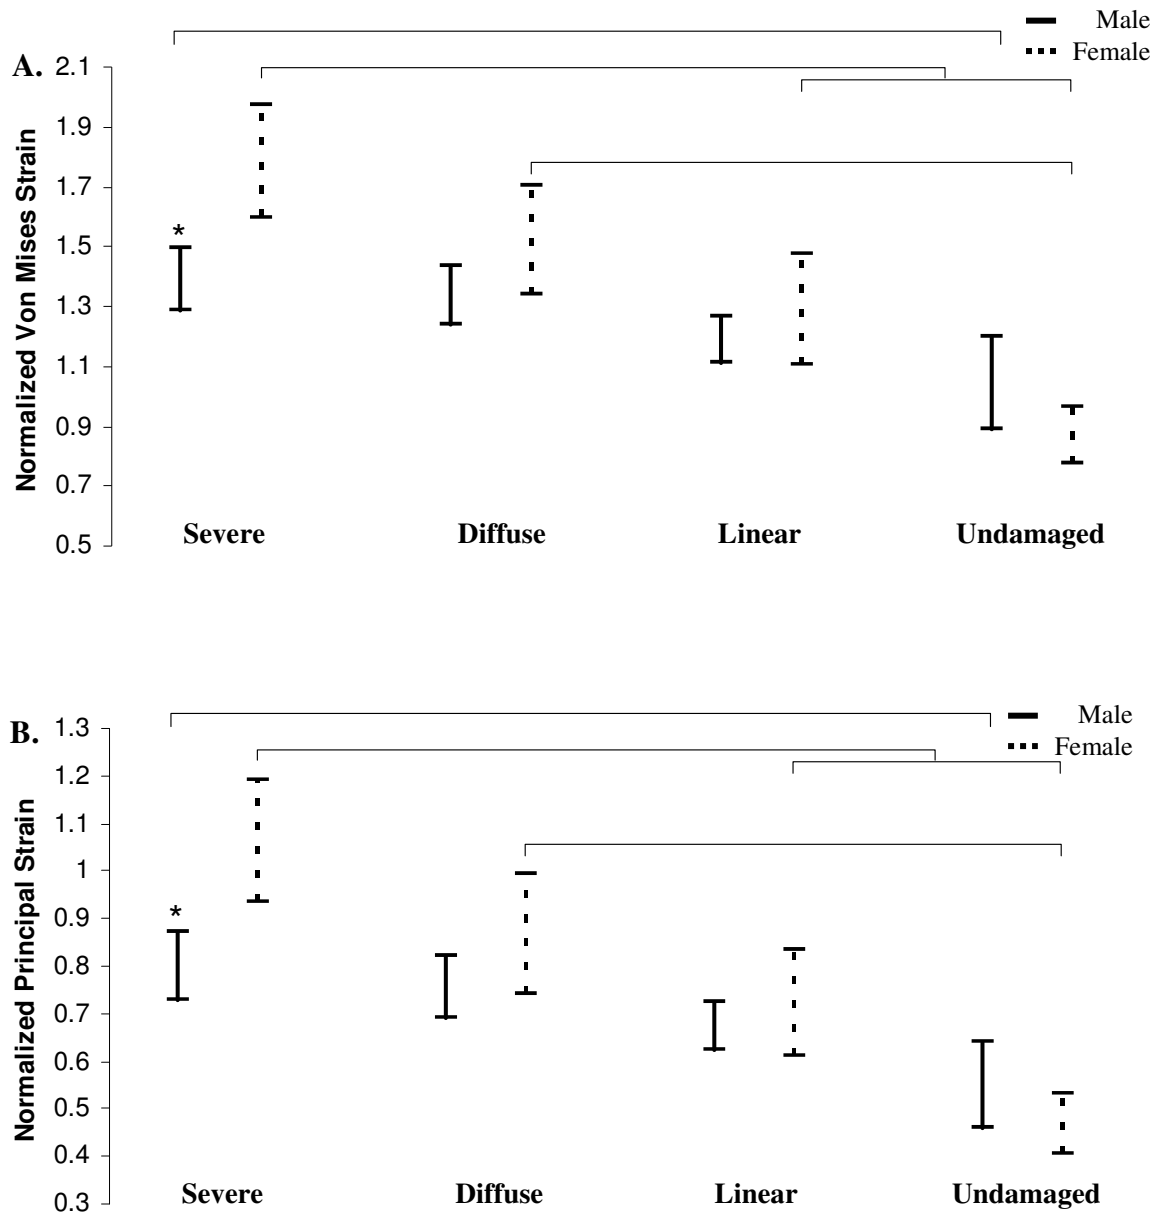 Male
Female
A.
2.1
1.9
1.7
1.5
1.3
1.1
0.9
0.7
0.5
Normalized Von Mises Strain
*
Severe Diffuse Linear Undamaged
Male
Female
B.
1.3
1.2
1.1
1
0.9
0.8
0.7
0.6
0.5
0.4
0.3
Normalized Principal Strain
*
Severe Diffuse Linear Undamaged